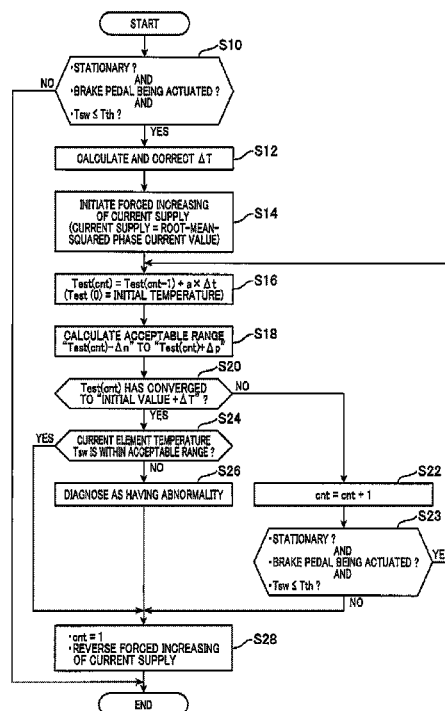 START
S10
・STATIONARY ?
AND
・BRAKE PEDAL BEING ACTUATED ?
AND
・Tsw ≤ Tth ?
NO
YES
S12
CALCULATE AND CORRECT ΔT
S14
INITIATE FORCED INCREASING
OF CURRENT SUPPLY
(CURRENT SUPPLY = ROOT-MEAN-
SQUARED PHASE CURRENT VALUE)
S16
Test(cnt) = Test(cnt-1) + a × Δt
(Test (0) = INITIAL TEMPERATURE)
S18
CALCULATE ACCEPTABLE RANGE
"Test(cnt)-Δn" TO "Test(cnt)+Δp"
S20
Test(cnt) HAS CONVERGED
TO "INITIAL VALUE + ΔT" ?
NO
YES
S24
YES
CURRENT ELEMENT TEMPERATURE
Tsw IS WITHIN ACCEPTABLE RANGE ?
NO
S26
DIAGNOSE AS HAVING ABNORMALITY
S22
cnt = cnt + 1
S23
・STATIONARY ?
AND
・BRAKE PEDAL BEING ACTUATED ?
AND
・Tsw ≤ Tth ?
YES
NO
S28
・cnt = 1
・REVERSE FORCED INCREASING
OF CURRENT SUPPLY
END